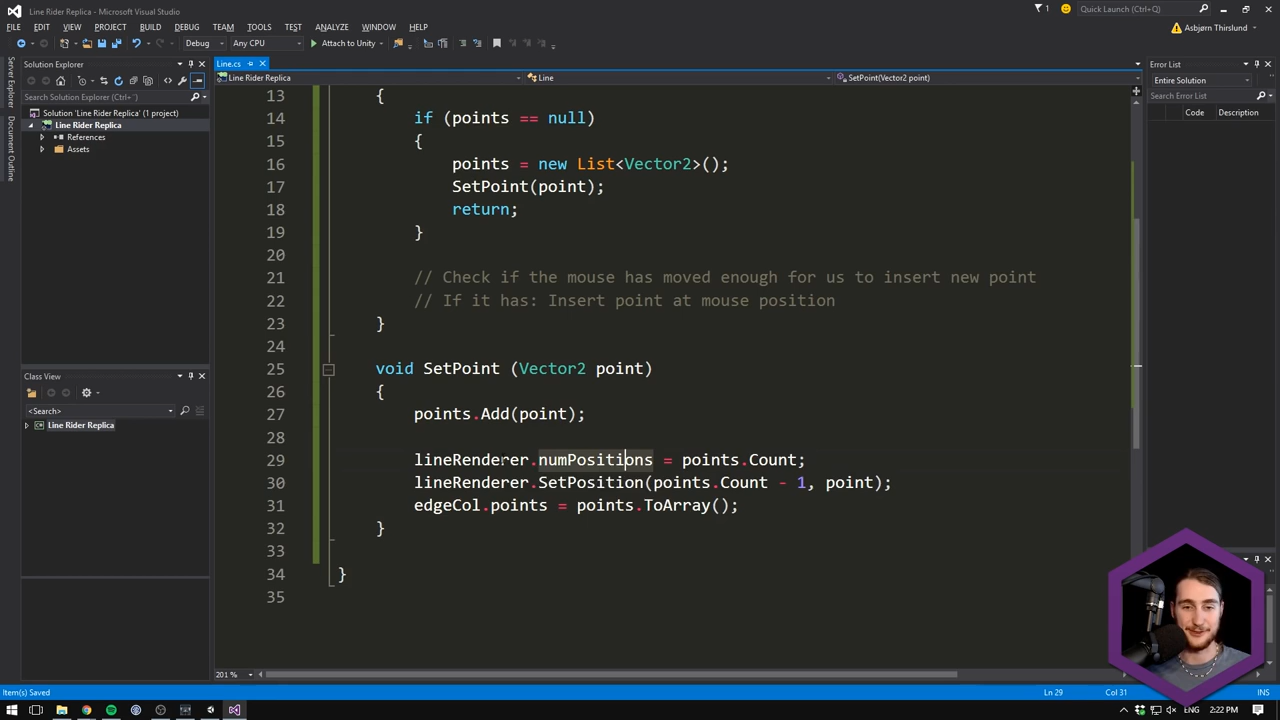 Line Rider Replica - Microsoft Visual Studio
1
Quick Launch (Ctrl+Q)
FILE EDIT VIEW PROJECT BUILD DEBUG TEAM TOOLS TEST ANALYZE WINDOW HELP
Asbjørn Thirslund
Debug Any CPU Attach to Unity
Server Explorer
Document Outline
Solution Explorer
Search Solution Explorer (Ctrl+")
Solution 'Line Rider Replica' (1 project)
Line Rider Replica
References
Assets
Class View
<Search>
Line Rider Replica
Line.cs
Line Rider Replica Line SetPoint(Vector2 point)
13 {
14 if (points == null)
15 {
16 points = new List<Vector2>();
17 SetPoint(point);
18 return;
19 }
20
21 // Check if the mouse has moved enough for us to insert new point
22 // If it has: Insert point at mouse position
23 }
24
25 void SetPoint (Vector2 point)
26 {
27 points.Add(point);
28
29 lineRenderer.numPositions = points.Count;
30 lineRenderer.SetPosition(points.Count - 1, point);
31 edgeCol.points = points.ToArray();
32 }
33
34 }
35
201 %
Error List
Entire Solution
Search Error List
Code Description
Item(s) Saved
Ln 29 Col 31 INS
ENG 2:22 PM